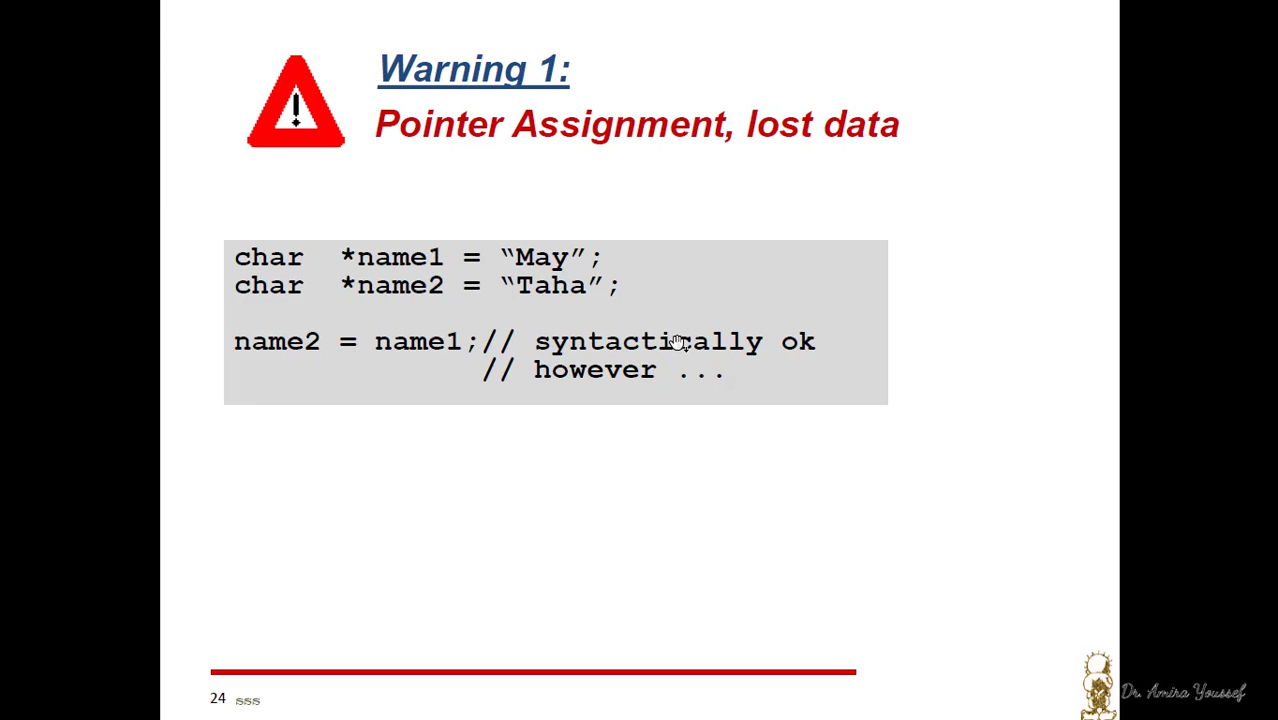 Warning 1:
Pointer Assignment, lost data
char  *name1 = “May”;
char  *name2 = “Taha”;
name2 = name1;// syntactically ok
// however ...
24 sss
Dr. Amira Youssef